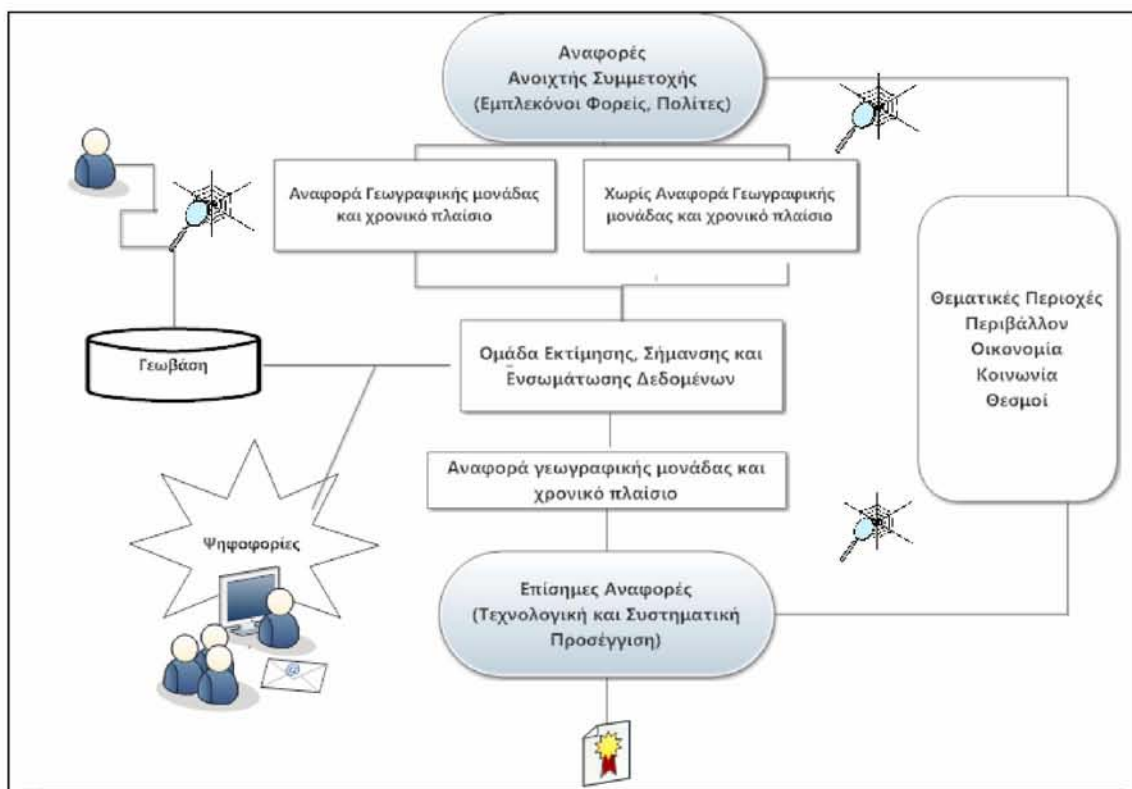 Αναφορές
Ανοιχτής Συμμετοχής
(Εμπλεκόνοι Φορείς, Πολίτες)
Αναφορά Γεωγραφικής μονάδας
και χρονικό πλαίσιο
Χωρίς Αναφορά Γεωγραφικής
μονάδας και χρονικό πλαίσιο
Θεματικές Περιοχές
Περιβάλλον
Οικονομία
Κοινωνία
Θεσμοί
Γεωβάση
Ομάδα Εκτίμησης, Σήμανσης και
Ενσωμάτωσης Δεδομένων
Αναφορά γεωγραφικής μονάδας και
χρονικό πλαίσιο
Ψηφοφορίες
Επίσημες Αναφορές
(Τεχνολογική και Συστηματική
Προσέγγιση)
@